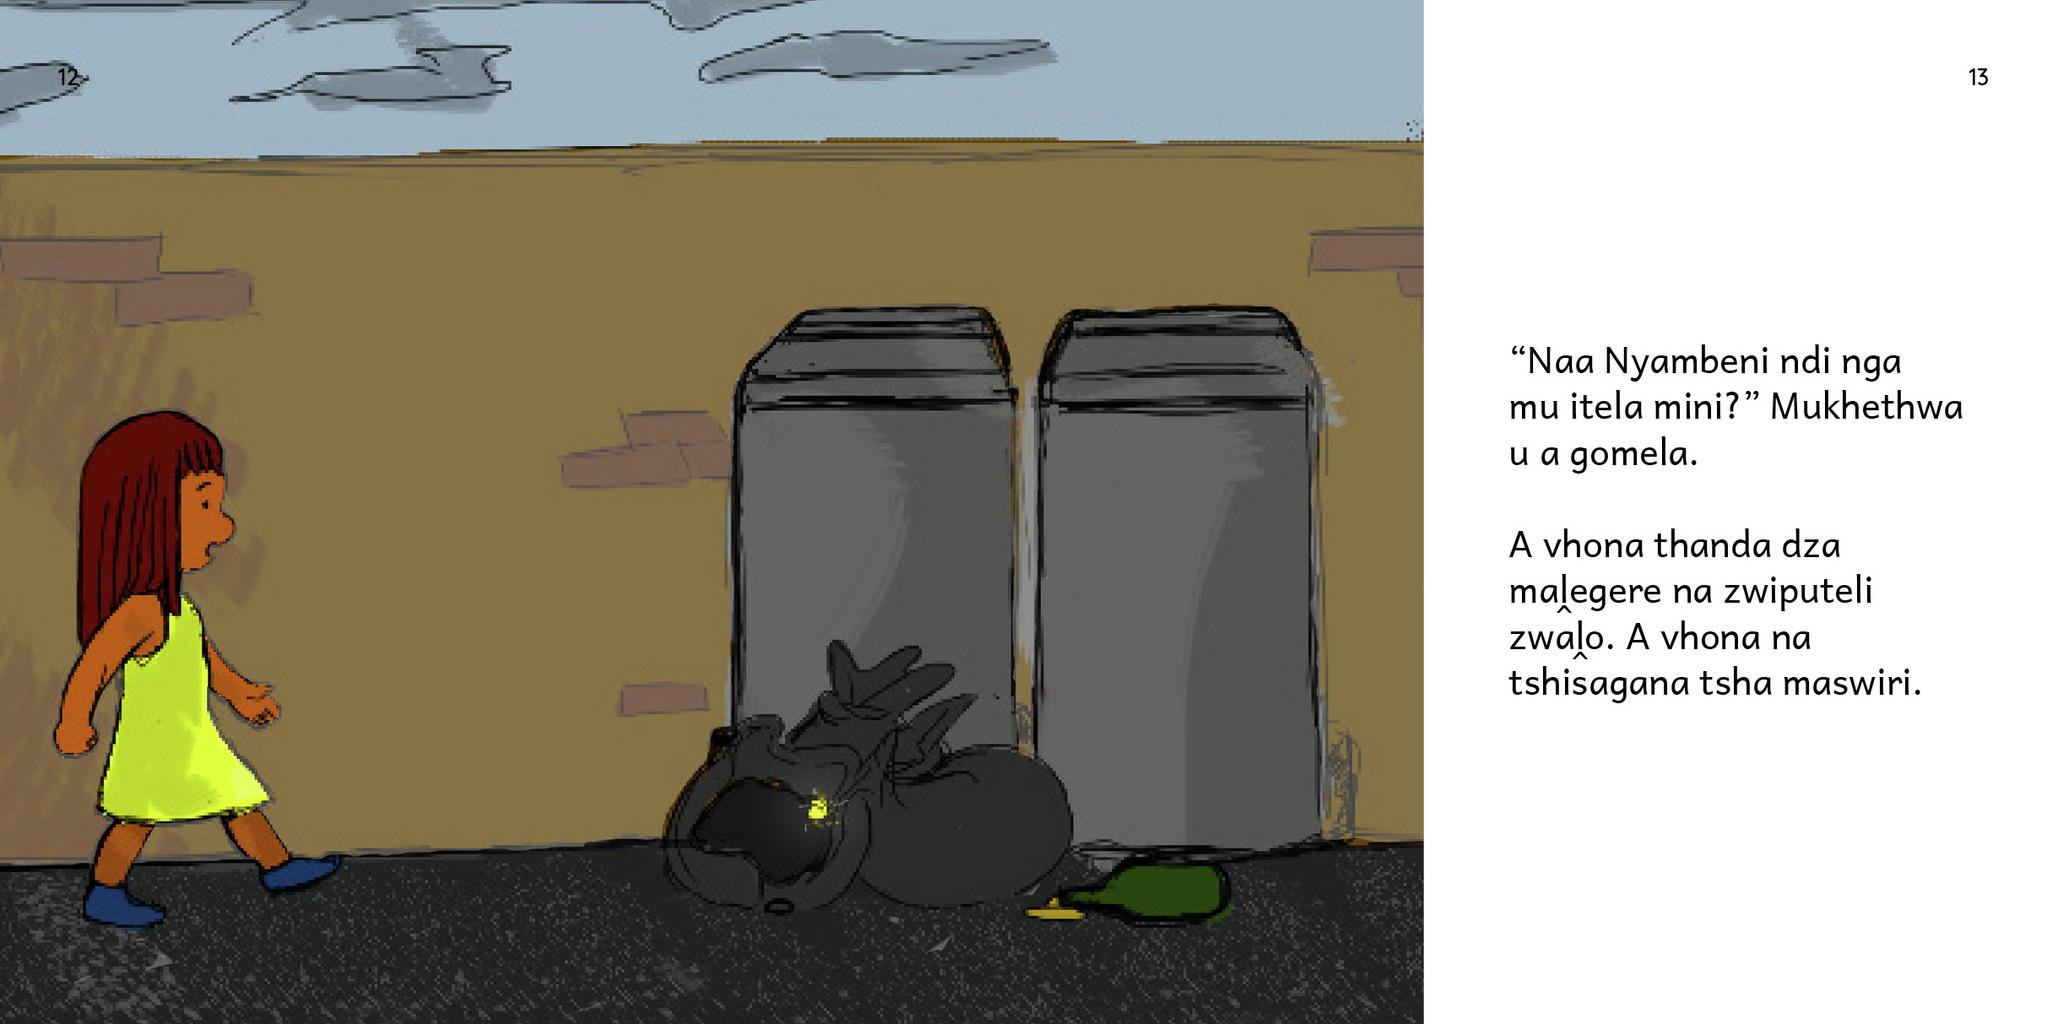 12
13
“Naa Nyambeni ndi nga
mu itela mini?” Mukhethwa
u a gomela.
A vhona thanda dza
maḽegere na zwiputeli
zwaḽo. A vhona na
tshisagana tsha maswiri.